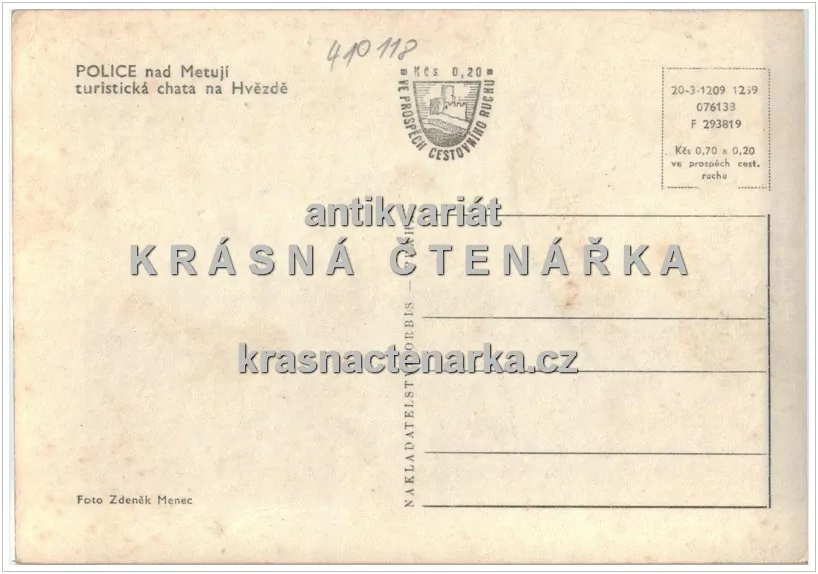 410118
POLICE nad Metují
turistická chata na Hvězdě
Kčs 0,20
VE PROSPĚCH CESTOVNÍHO RUCHU
20-3-1209 1259
076138
F 293819
Kčs 0,70 a 0,20
ve prospěch cest.
ruchu
antikvariát
KRÁSNÁ ČTENÁŘKA
krasnactenarka.cz
NAKLADATELSTVÍ ORBIS —
Foto Zdeněk Menec